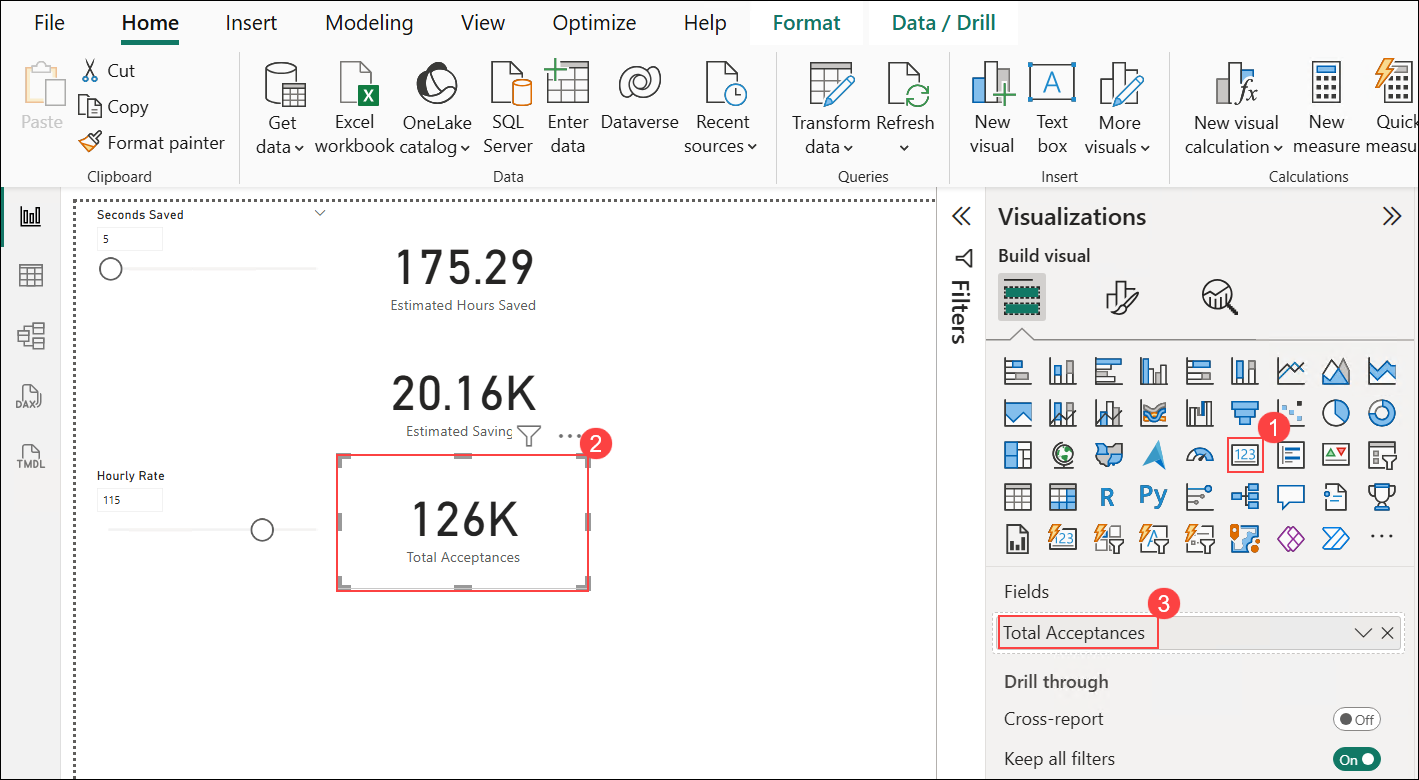 File Home Insert Modeling View Optimize Help Format Data / Drill
Paste
Cut
Copy
Format painter
Clipboard
Get data
Excel workbook
OneLake catalog
SQL Server
Enter data
Dataverse
Recent sources
Data
Transform data
Refresh
Queries
New visual
Text box
More visuals
Insert
New visual calculation
New measure
Quick measu
Calculations
DAX
TMDL
Seconds Saved
5
175.29
Estimated Hours Saved
20.16K
Estimated Saving
2
Hourly Rate
115
126K
Total Acceptances
Filters
Visualizations
Build visual
1
123
R
Py
123
Fields
3
Total Acceptances
Drill through
Cross-report
Off
Keep all filters
On